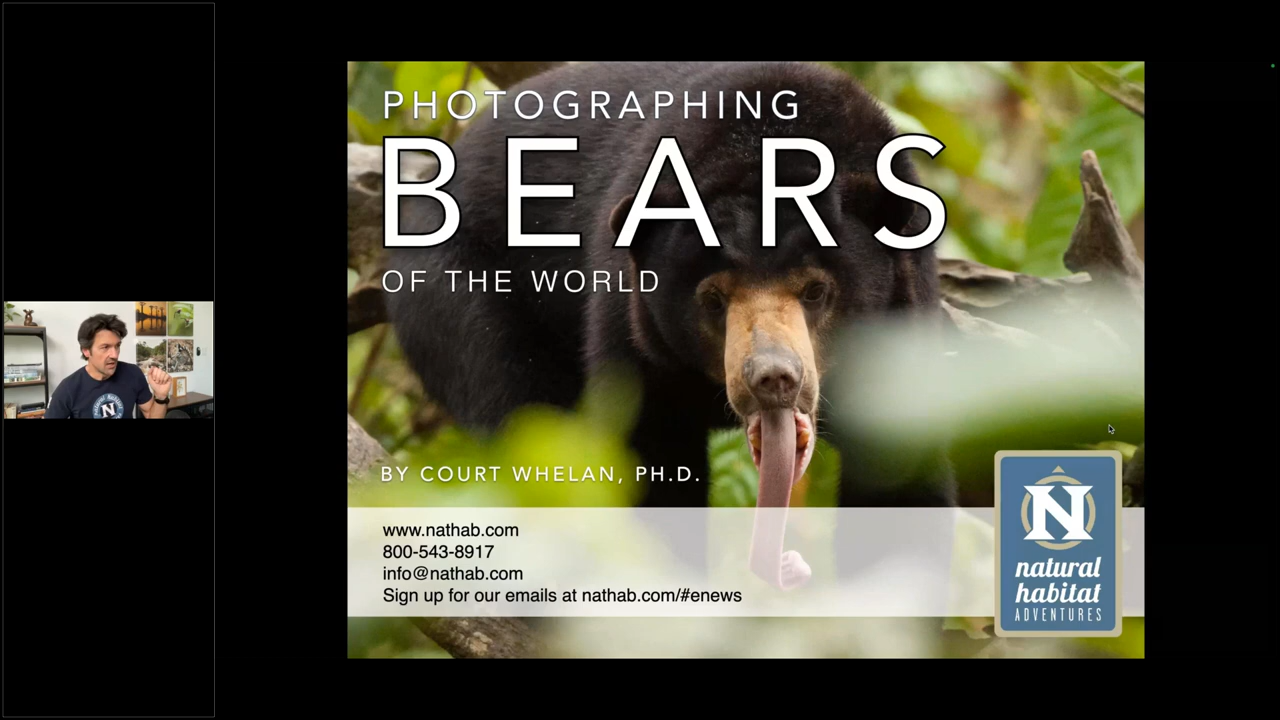 PHOTOGRAPHING
BEARS
OF THE WORLD
BY COURT WHELAN, PH.D.
www.nathab.com
800-543-8917
info@nathab.com
Sign up for our emails at nathab.com/#enews
N
natural
habitat
ADVENTURES
N